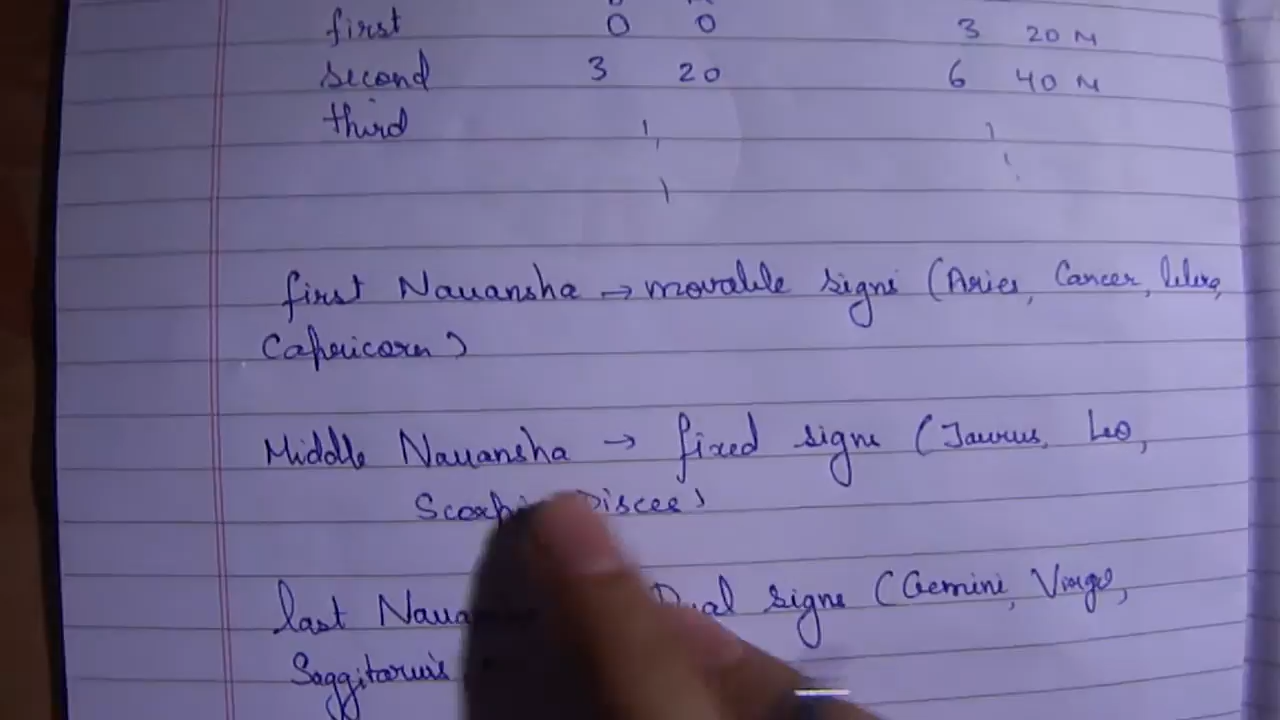 first 0 0 3 20 M
second 3 20 6 40 M
third
first Navansha → movable signs (Aries, Cancer, libra,
Capricorn)
Middle Navansha → fixed signs (Taurus, Leo,
Pisces)
last Dual signs (Gemini, Virgo,
Saggitaruis